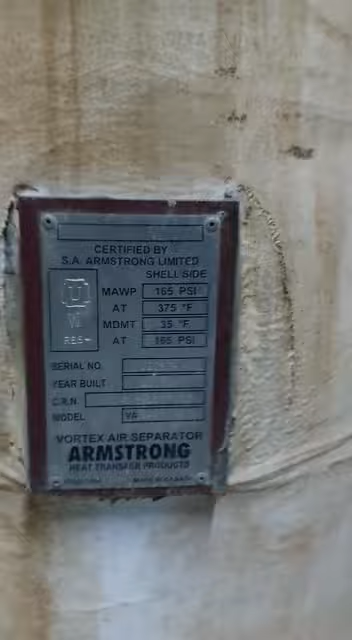 CERTIFIED BY
S.A. ARMSTRONG LIMITED
SHELL SIDE
U
W
MAWP 165 PSI
AT 375 °F
MDMT 35 °F
AT 165 PSI
SERIAL NO.
YEAR BUILT
C.R.N.
MODEL VA
VORTEX AIR SEPARATOR
ARMSTRONG
HEAT TRANSFER PRODUCTS